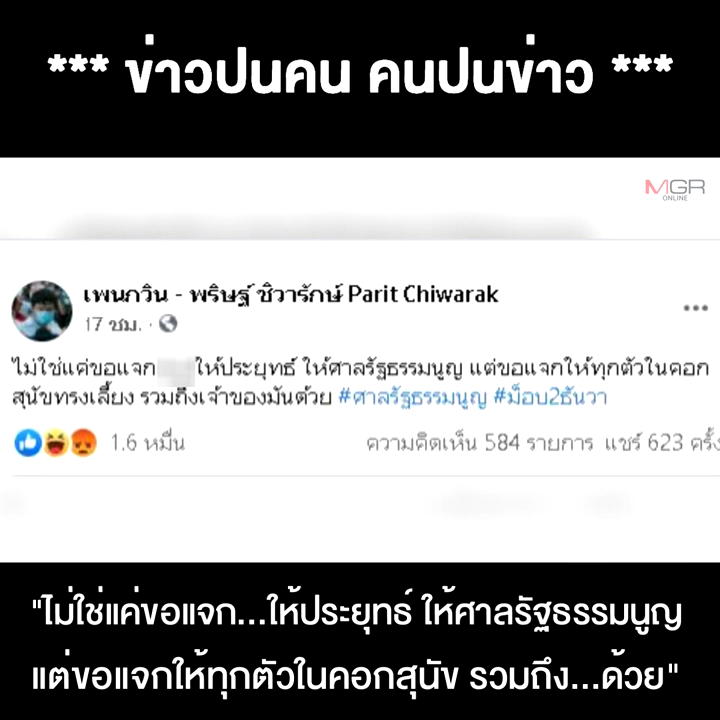 *** ข่าวปนคน คนปนข่าว ***
MGR
ONLINE
เพนกวิน - พริษฐ์ ชิวารักษ์ Parit Chiwarak
17 ชม. ·
ไม่ใช่แค่ขอแจก ให้ประยุทธ์ ให้ศาลรัฐธรรมนูญ แต่ขอแจกให้ทุกตัวในคอก
สุนัขทรงเลี้ยง รวมถึงเจ้าของมันด้วย #ศาลรัฐธรรมนูญ #ม็อบ2ธันวา
1.6 หมื่น ความคิดเห็น 584 รายการ แชร์ 623 ครั้ง
"ไม่ใช่แค่ขอแจก...ให้ประยุทธ์ ให้ศาลรัฐธรรมนูญ
แต่ขอแจกให้ทุกตัวในคอกสุนัข รวมถึง...ด้วย"